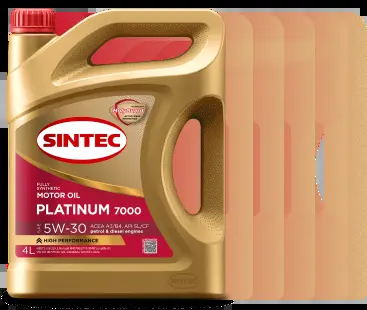 SINTEC
FULLY
SYNTHETIC
MOTOR OIL
PLATINUM 7000
SAE 5W-30 ACEA A3/B4, API SL/CF
petrol & diesel engines
HIGH PERFORMANCE
4L
SINTEC